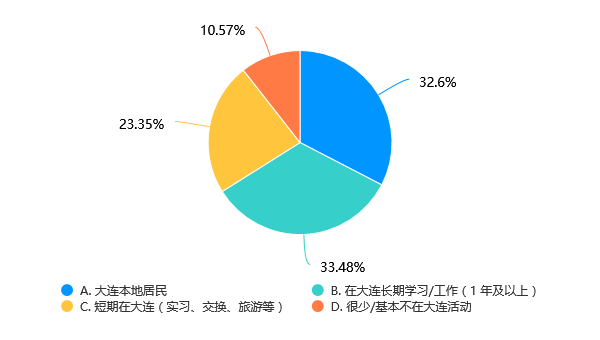 10.57%
32.6%
23.35%
33.48%
A. 大连本地居民
B. 在大连长期学习/工作（1 年及以上）
C. 短期在大连（实习、交换、旅游等）
D. 很少/基本不在大连活动